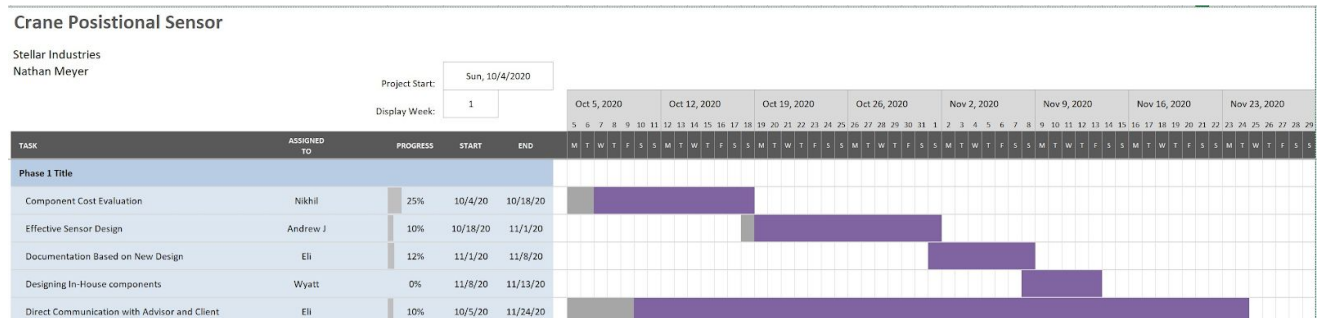 Crane Posistional Sensor
Stellar Industries
Nathan Meyer
Project Start: Sun, 10/4/2020
Display Week: 1
Oct 5, 2020 Oct 12, 2020 Oct 19, 2020 Oct 26, 2020 Nov 2, 2020 Nov 9, 2020 Nov 16, 2020 Nov 23, 2020
5 6 7 8 9 10 11 12 13 14 15 16 17 18 19 20 21 22 23 24 25 26 27 28 29 30 31 1 2 3 4 5 6 7 8 9 10 11 12 13 14 15 16 17 18 19 20 21 22 23 24 25 26 27 28 29
TASK ASSIGNED TO PROGRESS START END M T W T F S S M T W T F S S M T W T F S S M T W T F S S M T W T F S S M T W T F S S M T W T F S S M T W T F S S
Phase 1 Title
Component Cost Evaluation Nikhil 25% 10/4/20 10/18/20
Effective Sensor Design Andrew J 10% 10/18/20 11/1/20
Documentation Based on New Design Eli 12% 11/1/20 11/8/20
Designing In-House components Wyatt 0% 11/8/20 11/13/20
Direct Communication with Advisor and Client Eli 10% 10/5/20 11/24/20